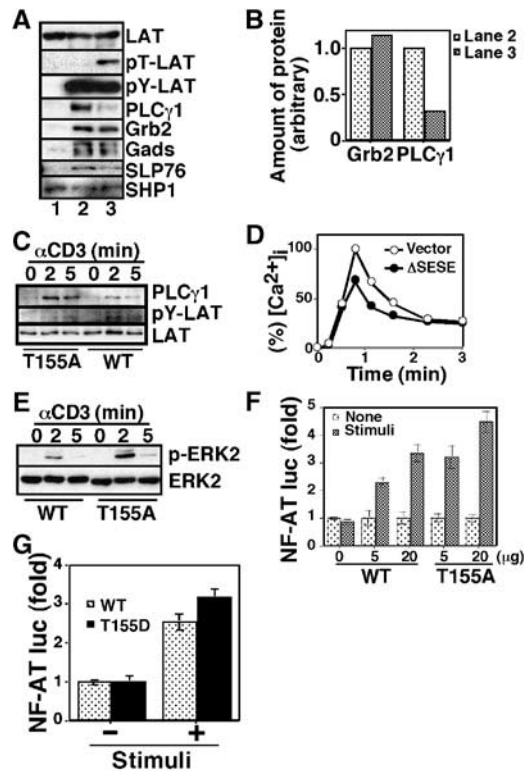 A
LAT
pT-LAT
pY-LAT
PLCγ1
Grb2
Gads
SLP76
SHP1
1 2 3
B
Amount of protein
(arbitrary)
1.0
0.5
0
Grb2 PLCγ1
Lane 2
Lane 3
C
αCD3 (min)
0 2 5 0 2 5
PLCγ1
pY-LAT
LAT
T155A WT
D
(%) [Ca2+]i
100
50
0
Vector
ΔSESE
0 1 2 3
Time (min)
E
αCD3 (min)
0 2 5 0 2 5
p-ERK2
ERK2
WT T155A
F
NF-AT luc (fold)
5
4
3
2
1
0
None
Stimuli
0 5 20 5 20 (μg)
WT T155A
G
NF-AT luc (fold)
4
3
2
1
WT
T155D
− +
Stimuli